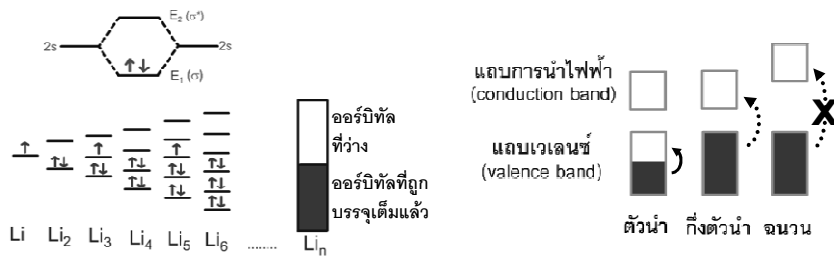 E₂ (σ*)
2s
2s
E₁ (σ)
Li
Li₂
Li₃
Li₄
Li₅
Li₆
........
Liₙ
ออร์บิทัล
ที่ว่าง
ออร์บิทัลที่ถูก
บรรจุเต็มแล้ว
แถบการนำไฟฟ้า
(conduction band)
แถบเวเลนซ์
(valence band)
X
ตัวนำ
กึ่งตัวนำ
ฉนวน